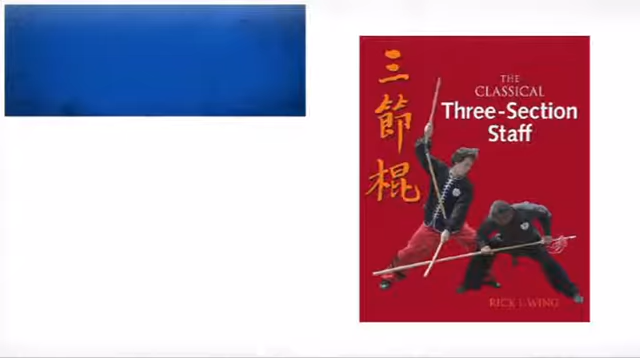 三節棍
THE
CLASSICAL
Three-Section
Staff
RICK L. WING